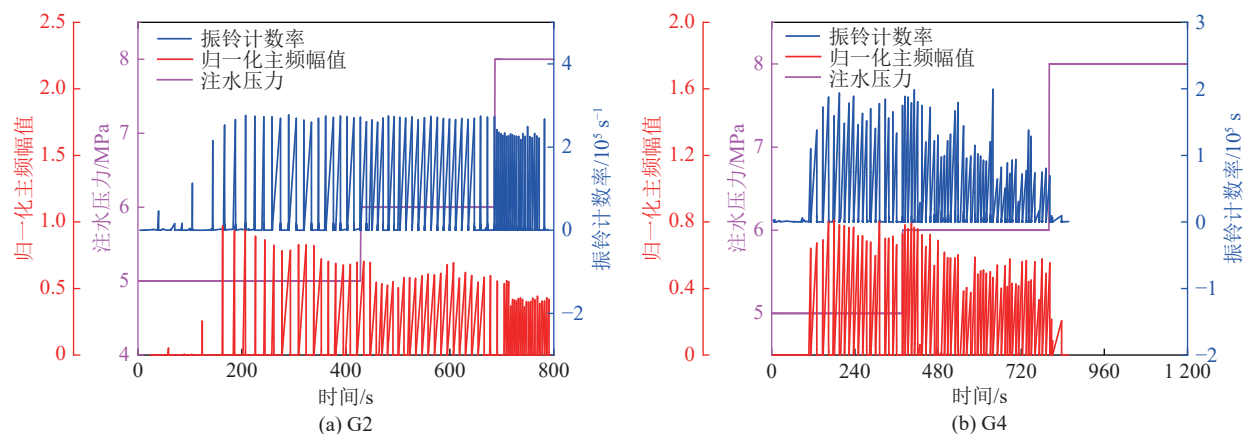 2.5
2.0
1.5
1.0
0.5
0
归一化主频幅值
8
7
6
5
4
注水压力/MPa
振铃计数率
归一化主频幅值
注水压力
4
2
0
−2
振铃计数率/10⁵ s⁻¹
0
200
400
600
800
时间/s
(a) G2
2.0
1.6
1.2
0.8
0.4
0
归一化主频幅值
8
7
6
5
注水压力/MPa
振铃计数率
归一化主频幅值
注水压力
3
2
1
0
−1
−2
振铃计数率/10⁵ s⁻¹
0
240
480
720
960
1 200
时间/s
(b) G4